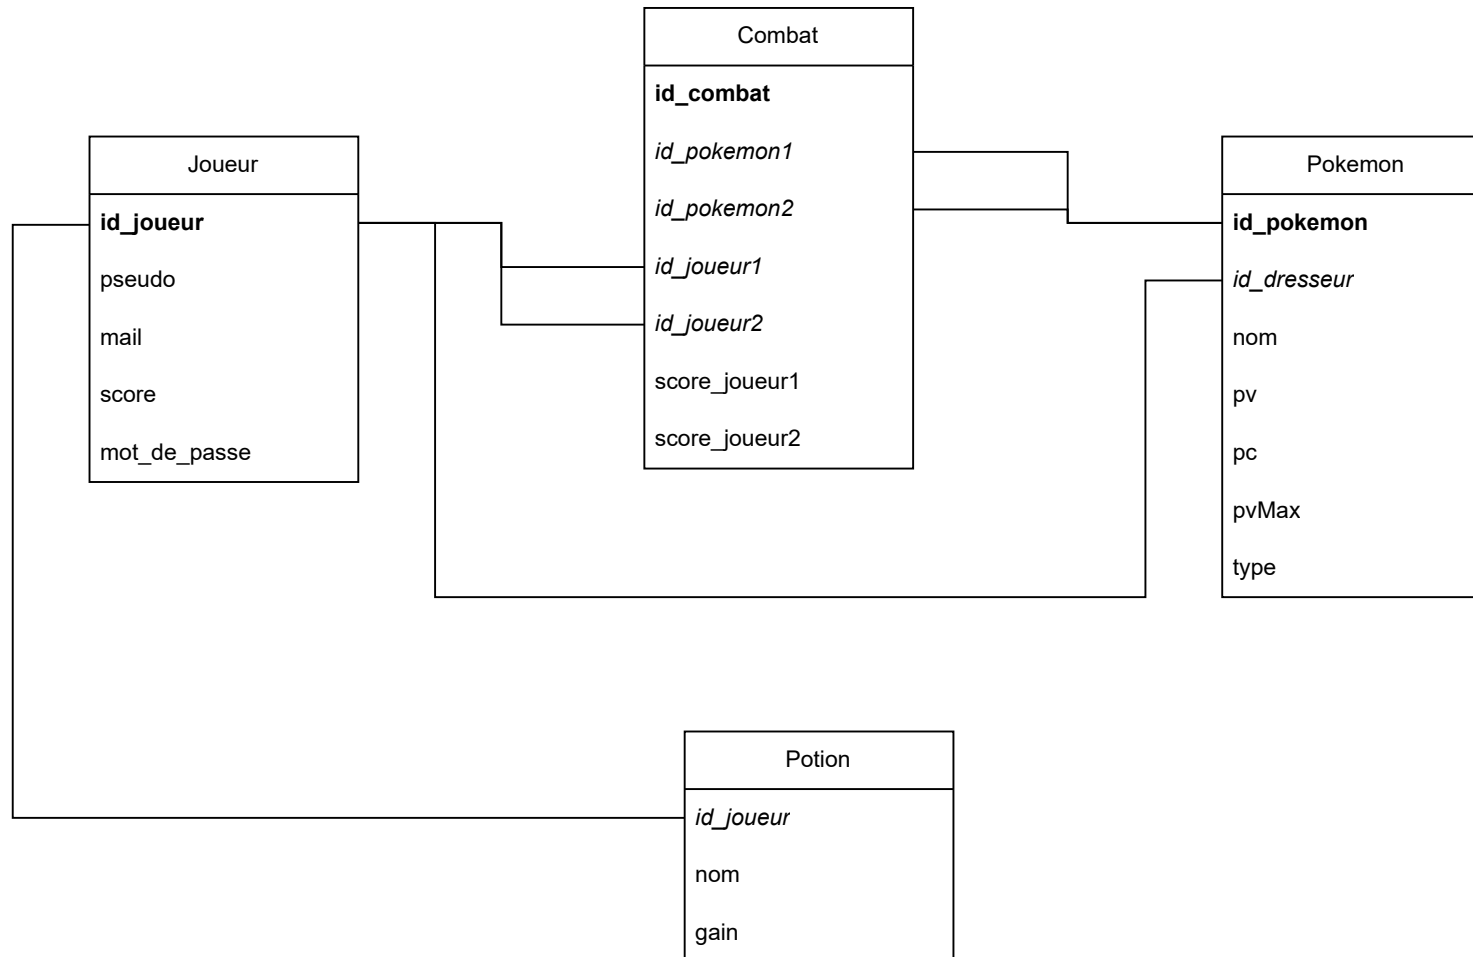 Combat
id_combat
id_pokemon1
id_pokemon2
id_joueur1
id_joueur2
score_joueur1
score_joueur2
Joueur
id_joueur
pseudo
mail
score
mot_de_passe
Pokemon
id_pokemon
id_dresseur
nom
pv
pc
pvMax
type
Potion
id_joueur
nom
gain